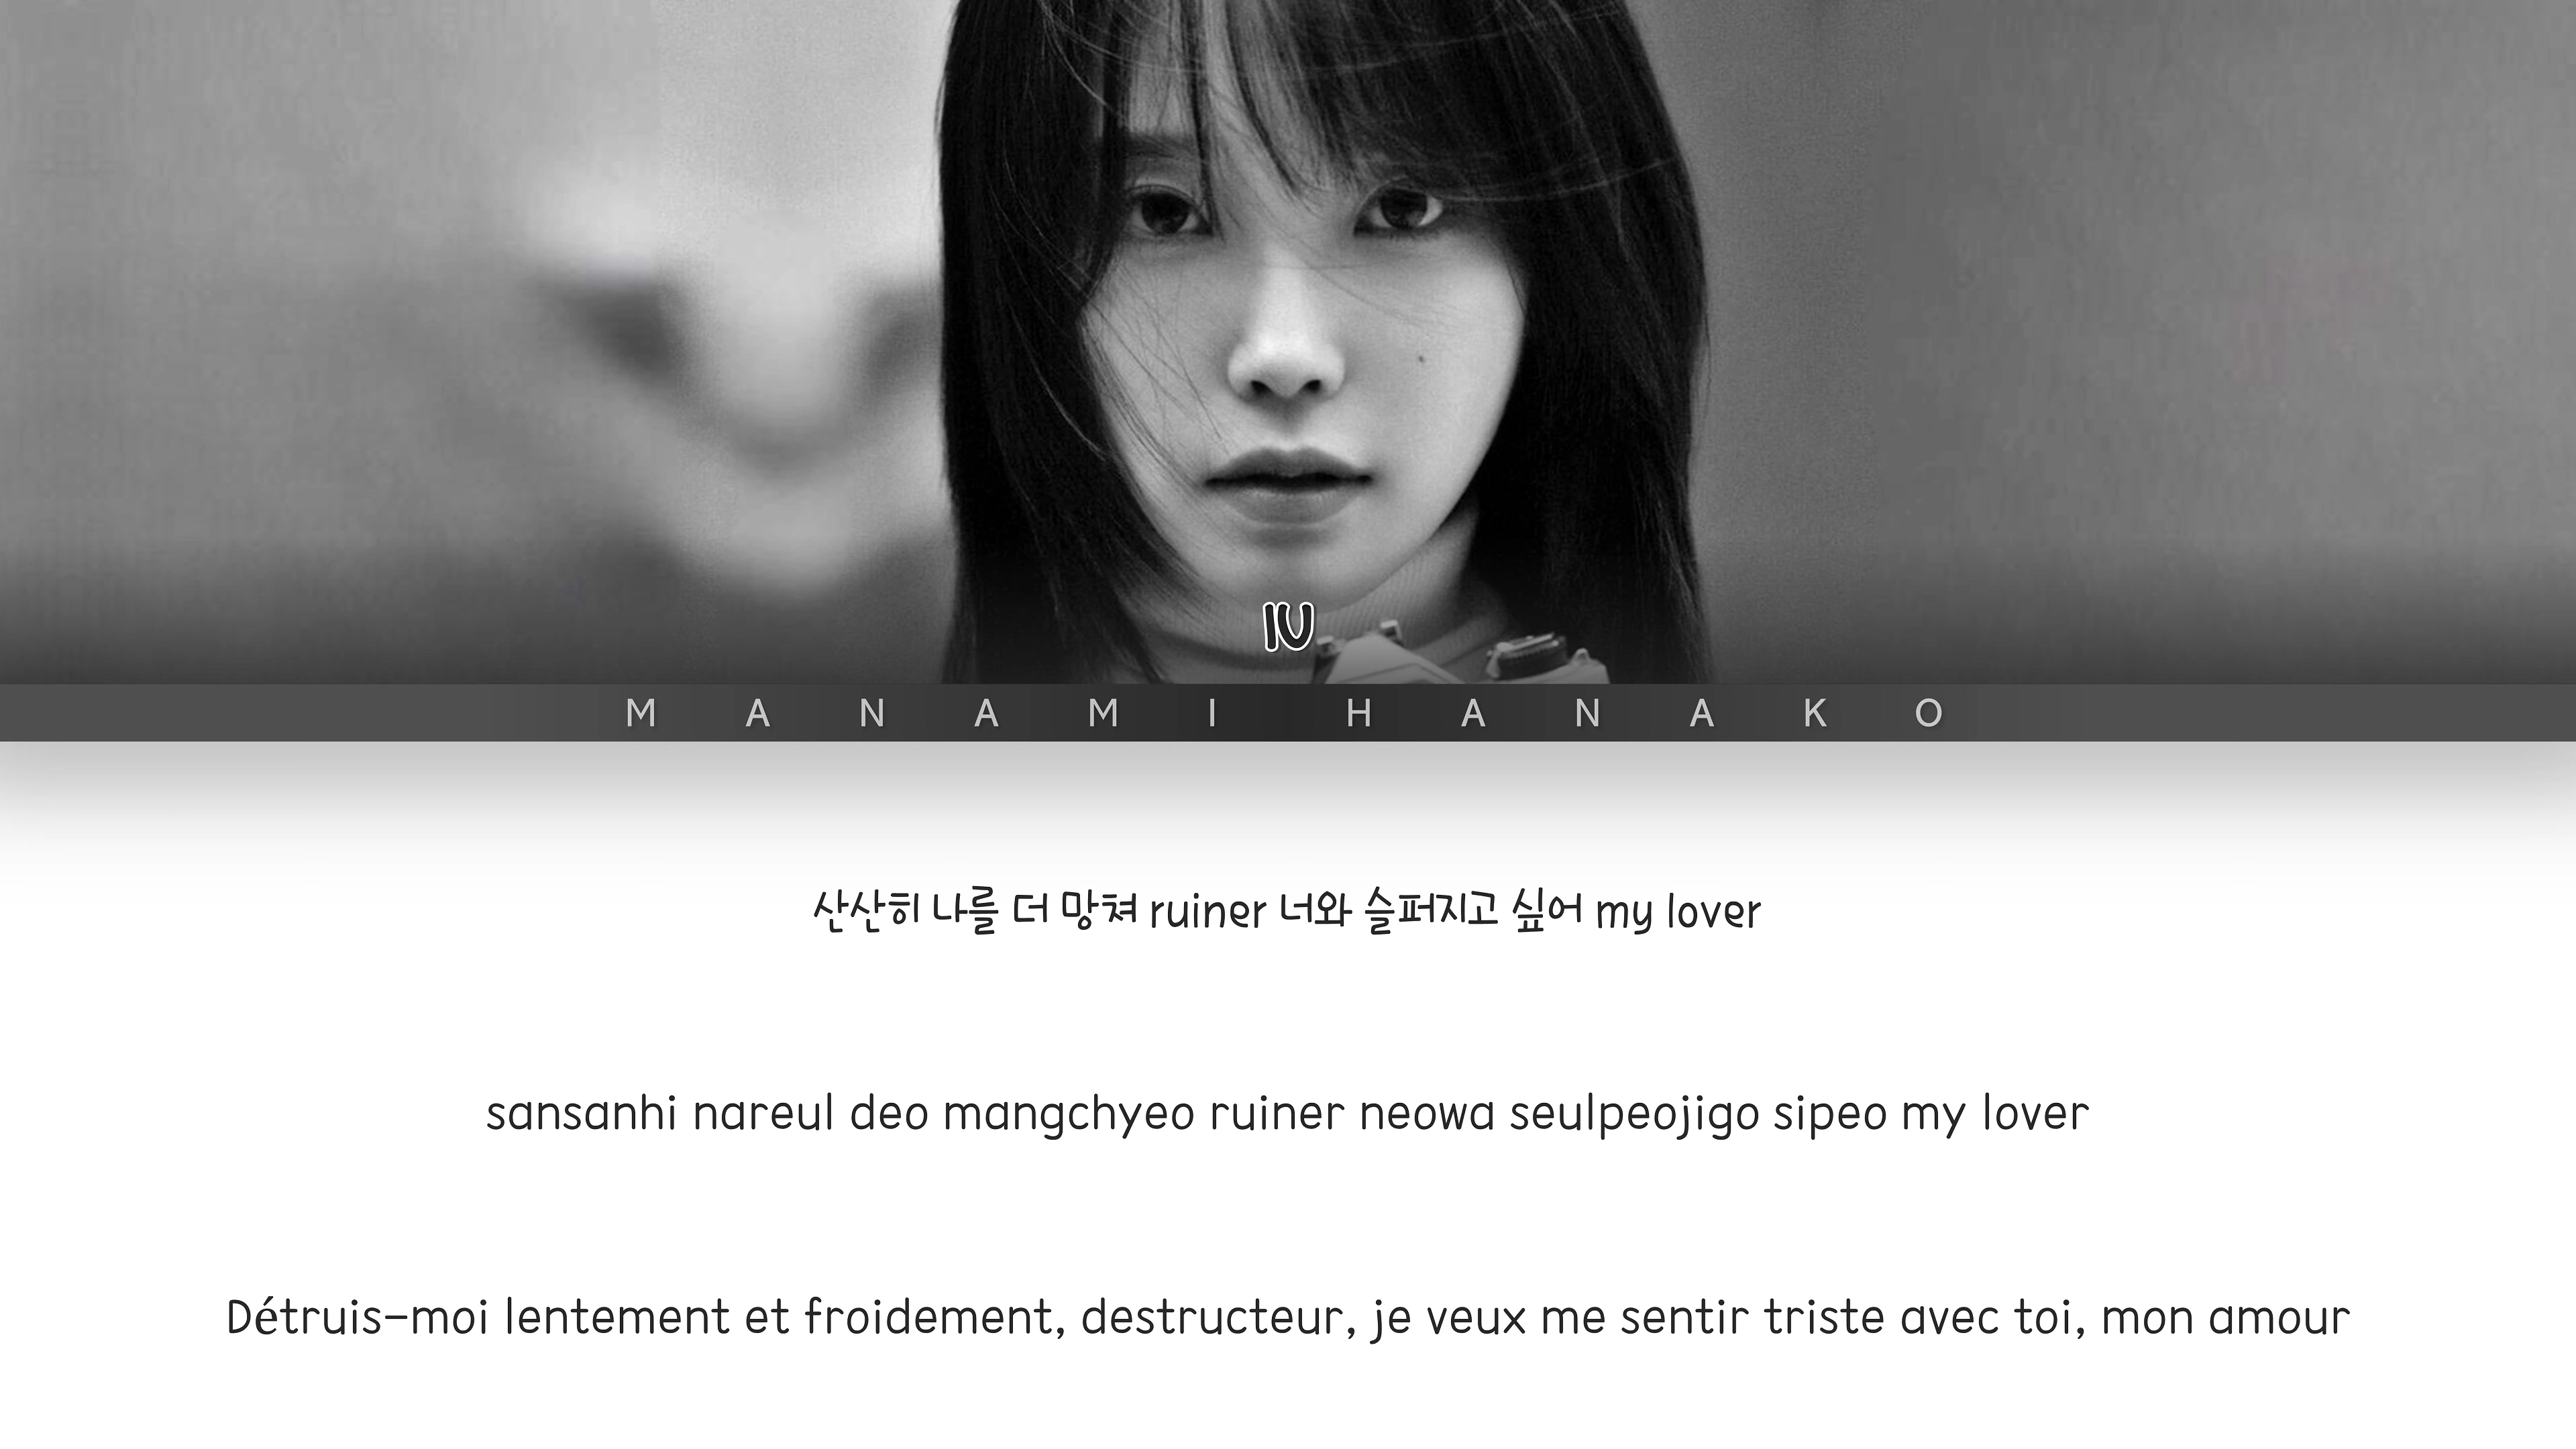 IU
MANAMI HANAKO
산산히 나를 더 망쳐 ruiner 너와 슬퍼지고 싶어 my lover
sansanhi nareul deo mangchyeo ruiner neowa seulpeojigo sipeo my lover
Détruis-moi lentement et froidement, destructeur, je veux me sentir triste avec toi, mon amour